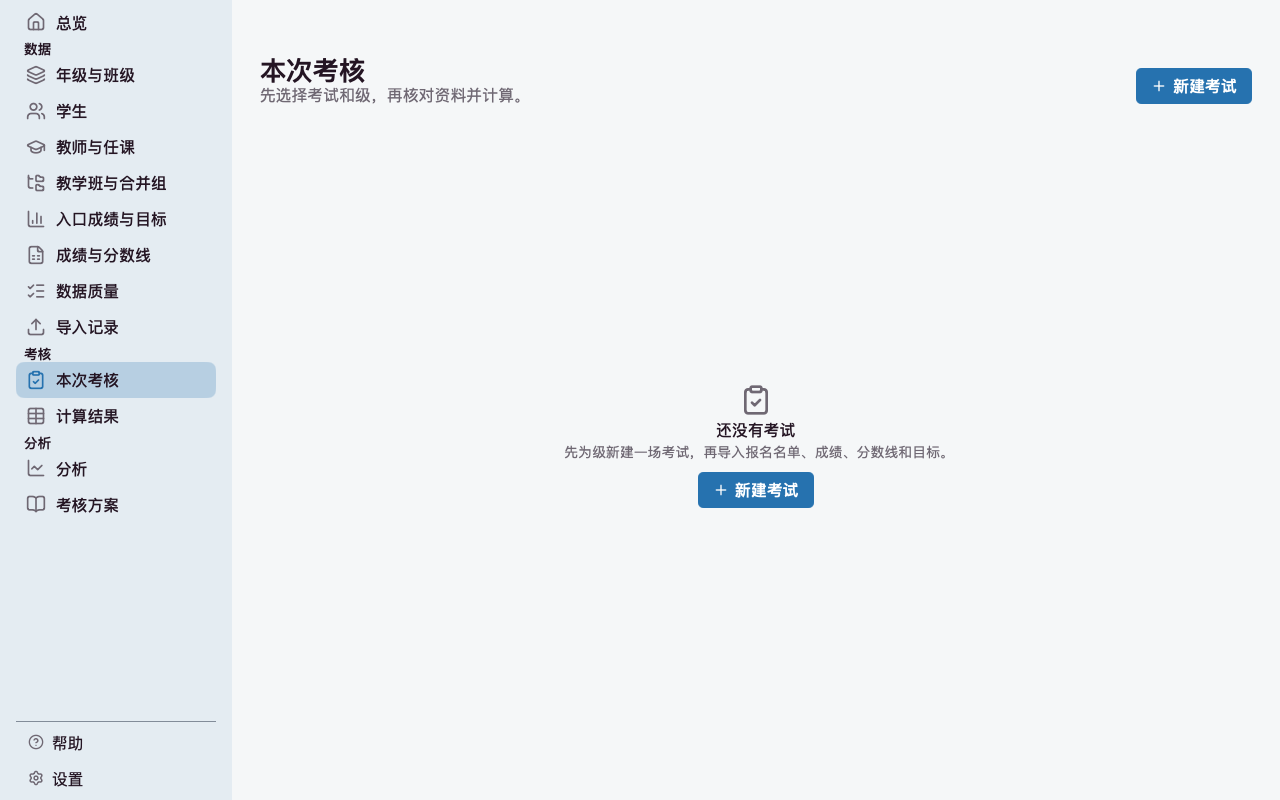 总览
数据
年级与班级
学生
教师与任课
教学班与合并组
入口成绩与目标
成绩与分数线
数据质量
导入记录
考核
本次考核
计算结果
分析
分析
考核方案
帮助
设置
本次考核
先选择考试和级，再核对资料并计算。
新建考试
还没有考试
先为级新建一场考试，再导入报名名单、成绩、分数线和目标。
新建考试